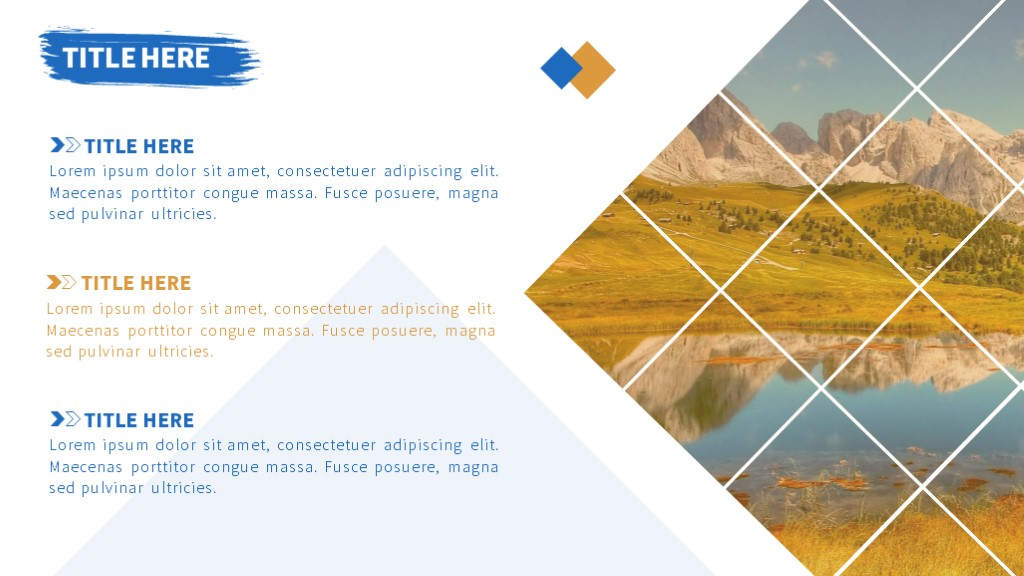 TITLE HERE
TITLE HERE
Lorem ipsum dolor sit amet, consectetuer adipiscing elit.
Maecenas porttitor congue massa. Fusce posuere, magna
sed pulvinar ultricies.
TITLE HERE
Lorem ipsum dolor sit amet, consectetuer adipiscing elit.
Maecenas porttitor congue massa. Fusce posuere, magna
sed pulvinar ultricies.
TITLE HERE
Lorem ipsum dolor sit amet, consectetuer adipiscing elit.
Maecenas porttitor congue massa. Fusce posuere, magna
sed pulvinar ultricies.